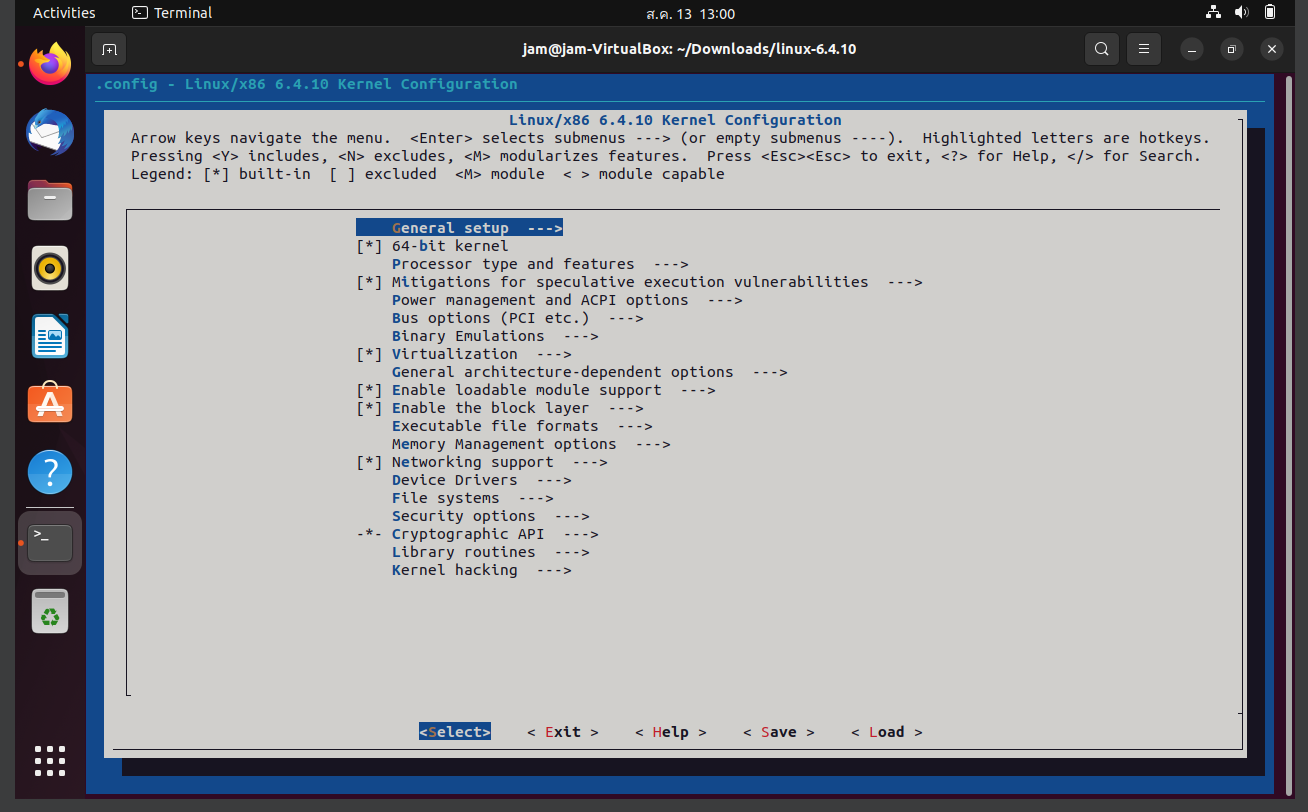 Activities Terminal ส.ค. 13 13:00
jam@jam-VirtualBox: ~/Downloads/linux-6.4.10
.config - Linux/x86 6.4.10 Kernel Configuration
Linux/x86 6.4.10 Kernel Configuration
Arrow keys navigate the menu.  <Enter> selects submenus ---> (or empty submenus ----).  Highlighted letters are hotkeys.
Pressing <Y> includes, <N> excludes, <M> modularizes features.  Press <Esc><Esc> to exit, <?> for Help, </> for Search.
Legend: [*] built-in  [ ] excluded  <M> module  < > module capable
General setup  --->
[*] 64-bit kernel
Processor type and features  --->
[*] Mitigations for speculative execution vulnerabilities  --->
Power management and ACPI options  --->
Bus options (PCI etc.)  --->
Binary Emulations  --->
[*] Virtualization  --->
General architecture-dependent options  --->
[*] Enable loadable module support  --->
[*] Enable the block layer  --->
Executable file formats  --->
Memory Management options  --->
[*] Networking support  --->
Device Drivers  --->
File systems  --->
Security options  --->
-*- Cryptographic API  --->
Library routines  --->
Kernel hacking  --->
<Select>    < Exit >    < Help >    < Save >    < Load >